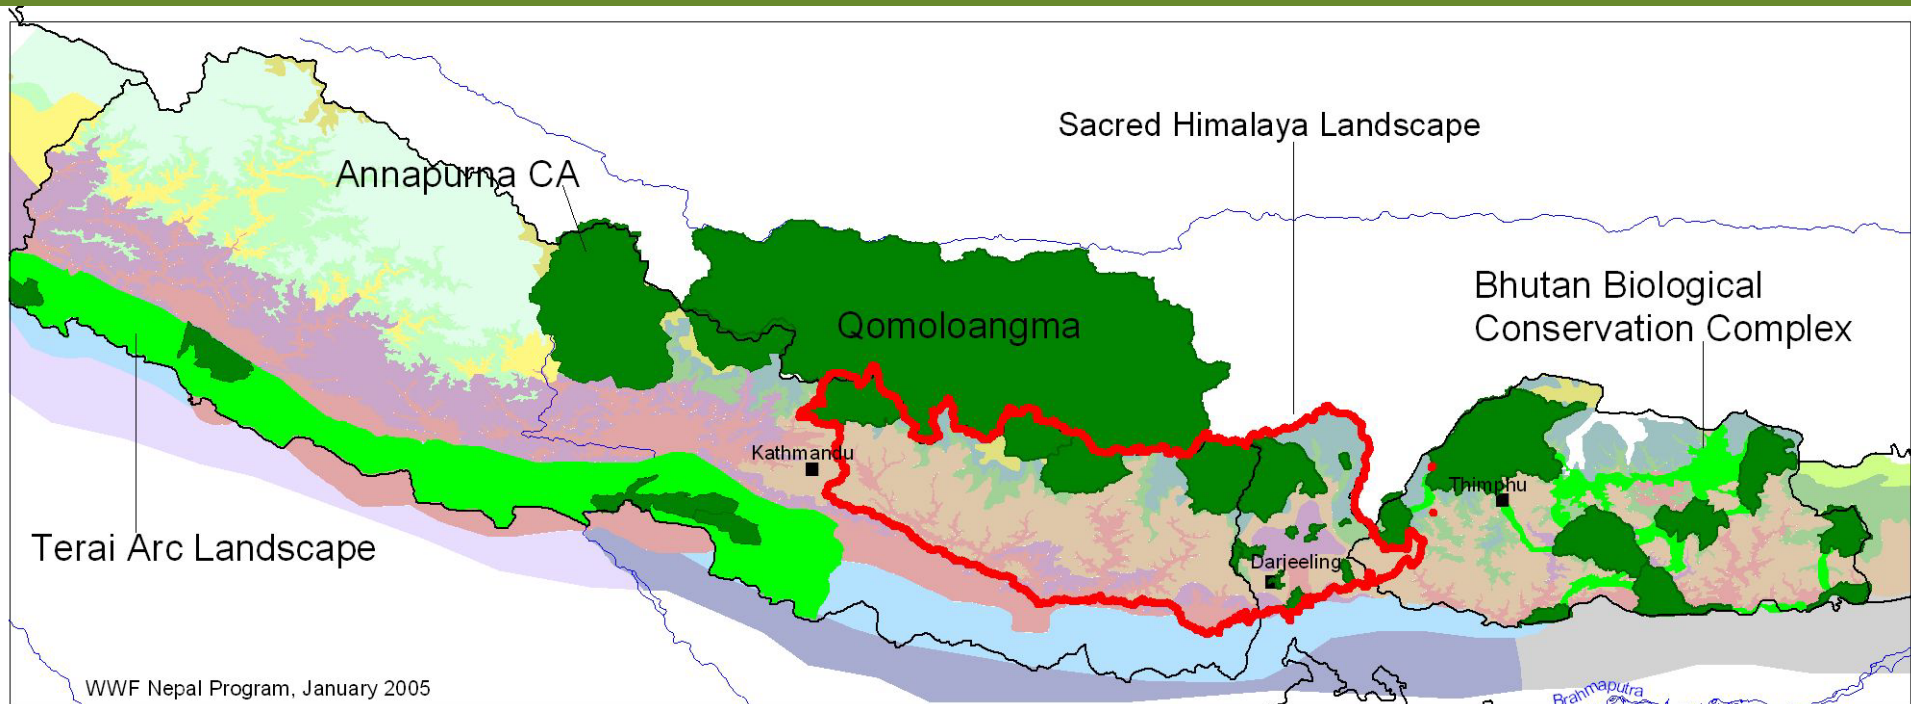 Sacred Himalaya Landscape
Annapurna CA
Bhutan Biological
Conservation Complex
Qomoloangma
Kathmandu
Thimphu
Terai Arc Landscape
Darjeeling
WWF Nepal Program, January 2005
Brahmaputra